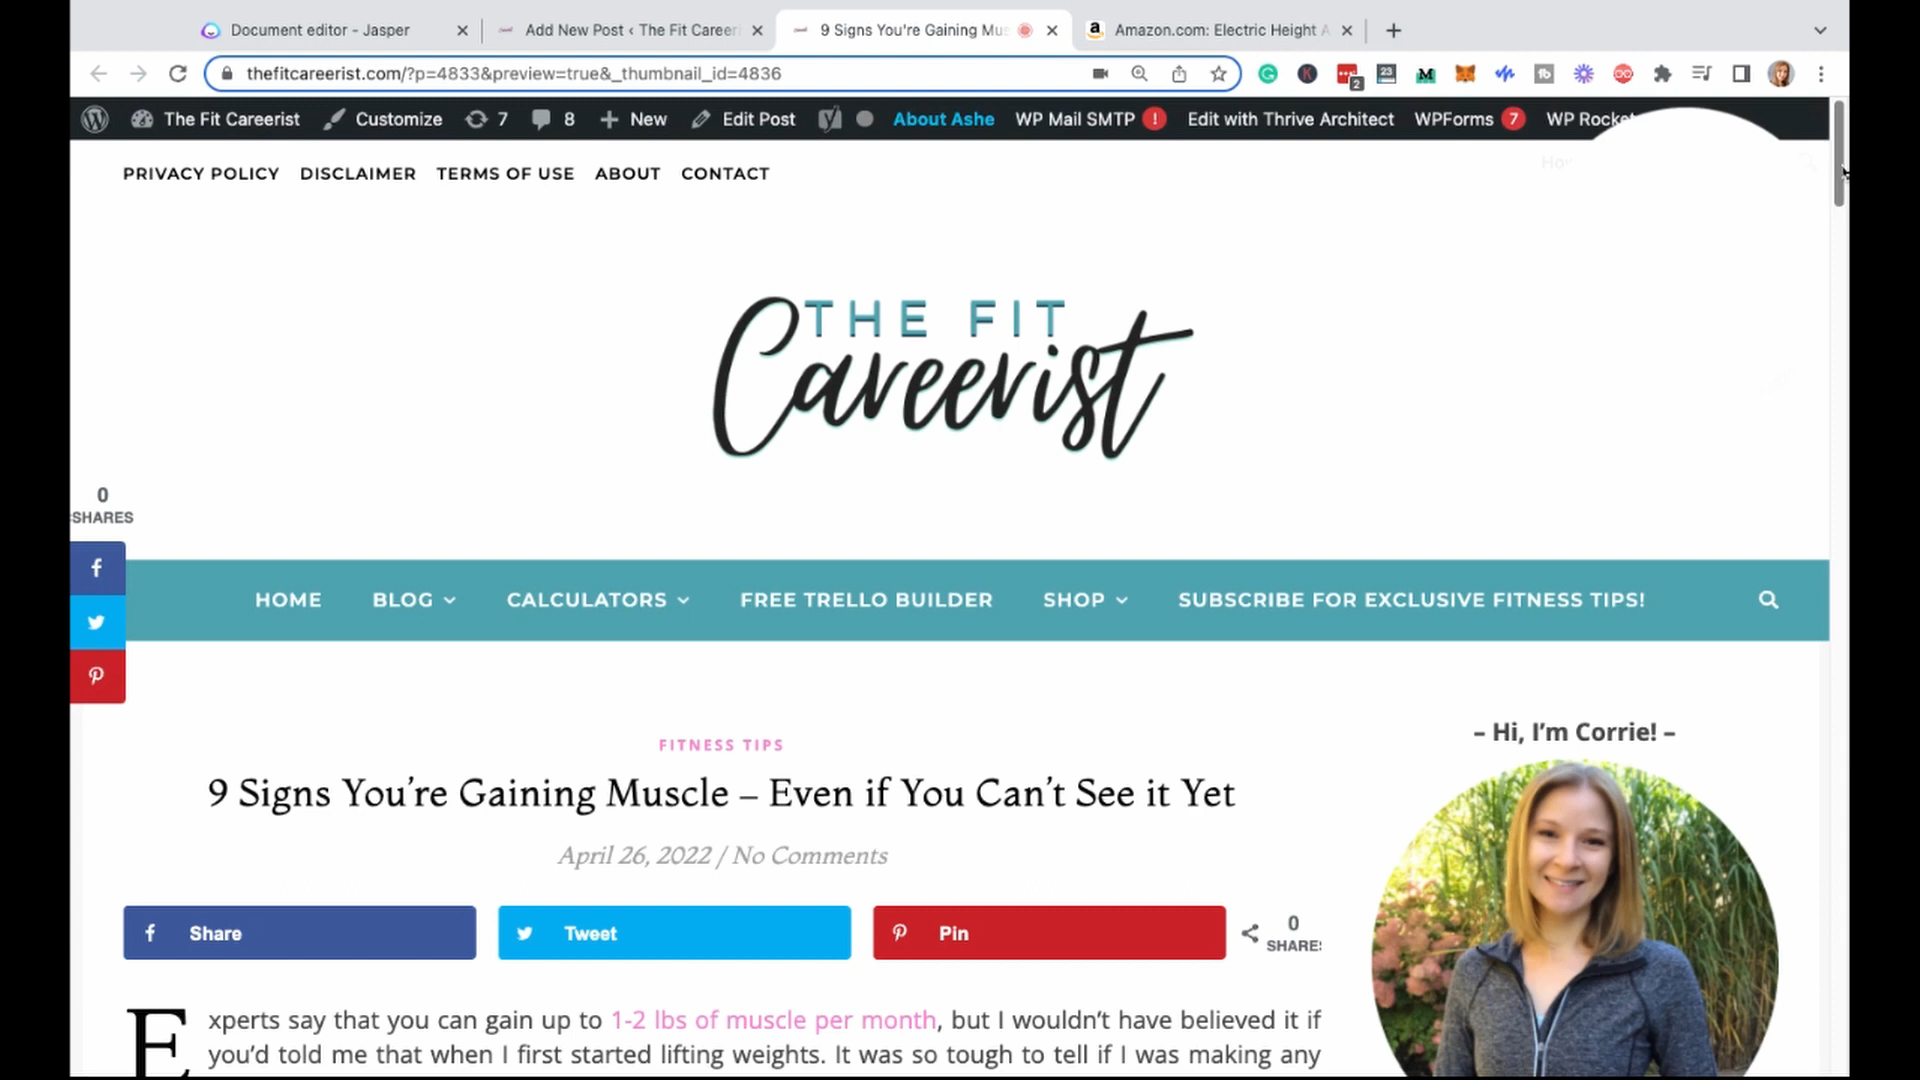 Document editor - Jasper
Add New Post ‹ The Fit Careeri
9 Signs You're Gaining Mus
Amazon.com: Electric Height A
thefitcareerist.com/?p=4833&preview=true&_thumbnail_id=4836
23
2
The Fit Careerist
Customize
7
8
New
Edit Post
About Ashe
WP Mail SMTP !
Edit with Thrive Architect
WPForms 7
WP Rocket
PRIVACY POLICY DISCLAIMER TERMS OF USE ABOUT CONTACT
THE FIT
Careerist
0
SHARES
HOME BLOG CALCULATORS FREE TRELLO BUILDER SHOP SUBSCRIBE FOR EXCLUSIVE FITNESS TIPS!
FITNESS TIPS
9 Signs You're Gaining Muscle – Even if You Can't See it Yet
April 26, 2022 / No Comments
Share
Tweet
Pin
0
SHARES
– Hi, I'm Corrie! –
Experts say that you can gain up to 1-2 lbs of muscle per month, but I wouldn't have believed it if
you'd told me that when I first started lifting weights. It was so tough to tell if I was making any